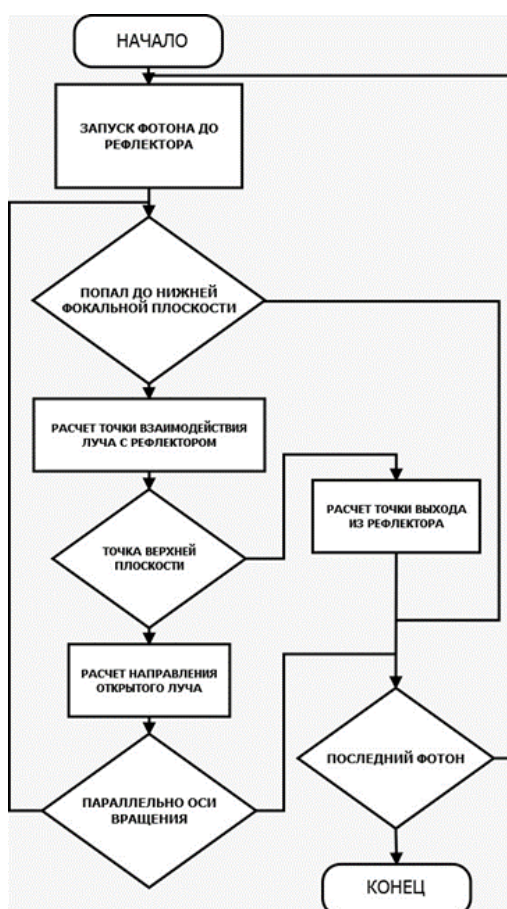 НАЧАЛО
ЗАПУСК ФОТОНА ДО
РЕФЛЕКТОРА
ПОПАЛ ДО НИЖНЕЙ
ФОКАЛЬНОЙ ПЛОСКОСТИ
РАСЧЕТ ТОЧКИ ВЗАИМОДЕЙСТВИЯ
ЛУЧА С РЕФЛЕКТОРОМ
ТОЧКА ВЕРХНЕЙ
ПЛОСКОСТИ
РАСЧЕТ ТОЧКИ ВЫХОДА
ИЗ РЕФЛЕКТОРА
РАСЧЕТ НАПРАВЛЕНИЯ
ОТКРЫТОГО ЛУЧА
ПАРАЛЛЕЛЬНО ОСИ
ВРАЩЕНИЯ
ПОСЛЕДНИЙ ФОТОН
КОНЕЦ